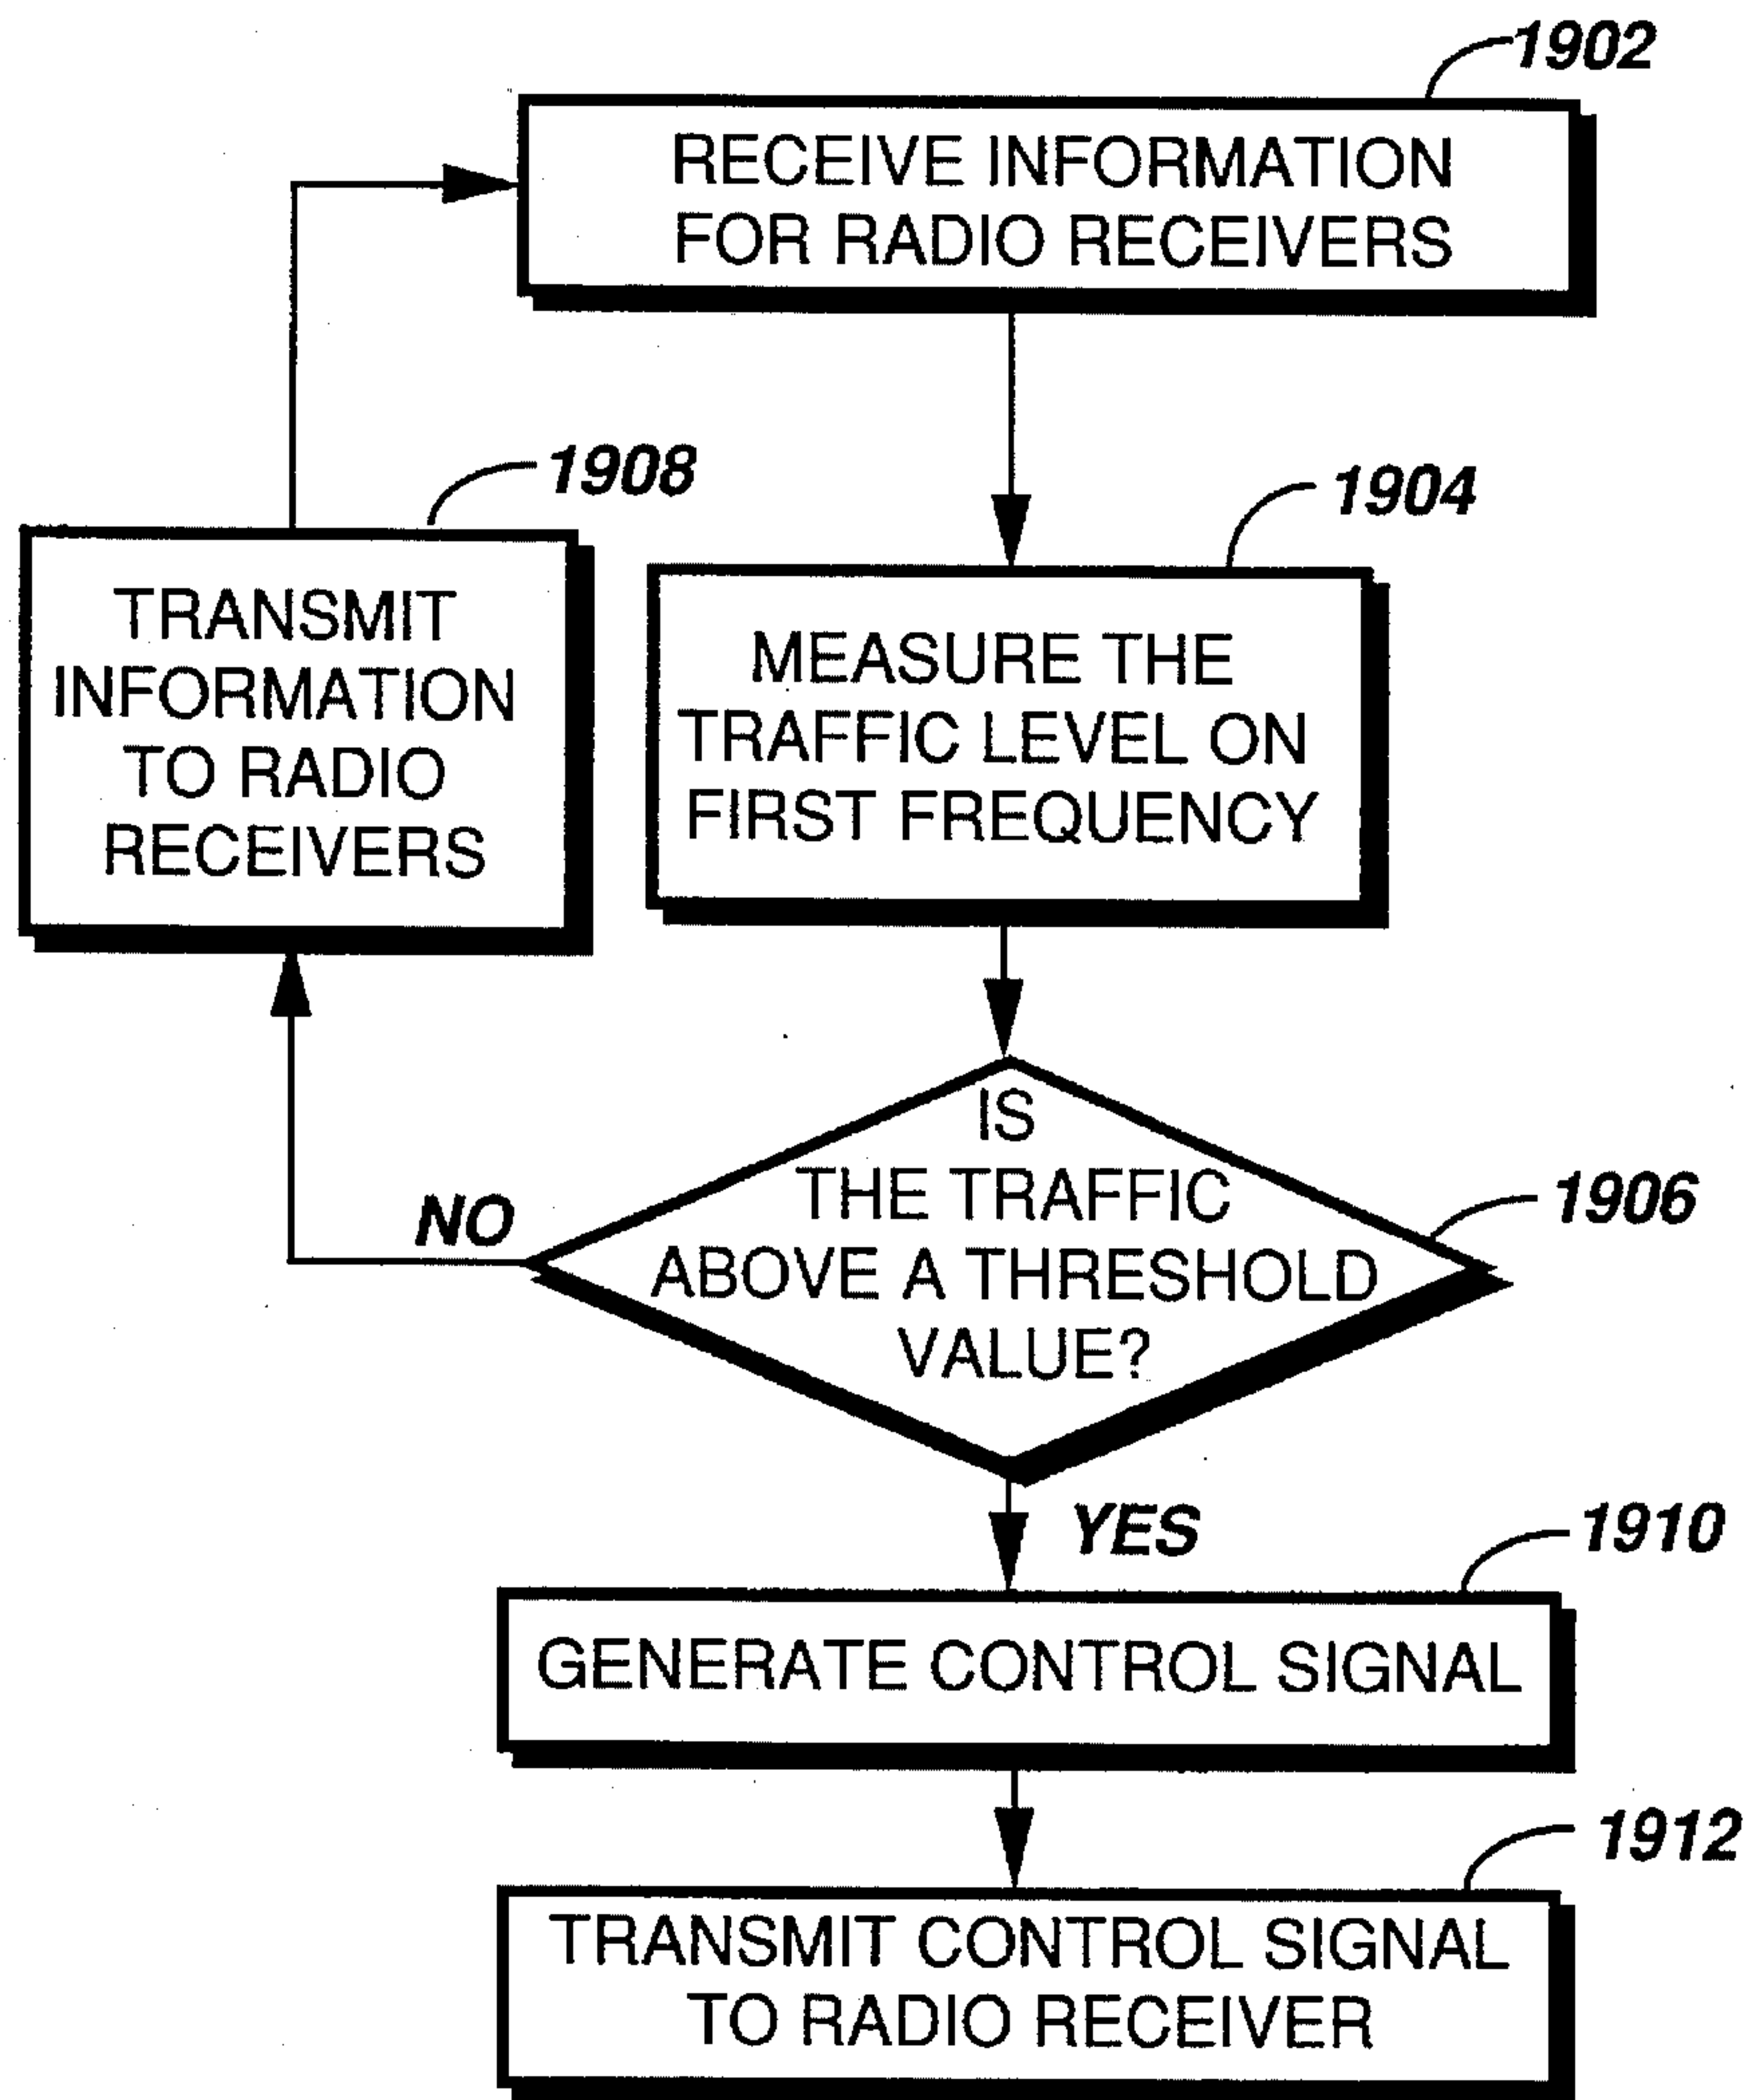 1902
RECEIVE INFORMATION
FOR RADIO RECEIVERS
1908
TRANSMIT
INFORMATION
TO RADIO
RECEIVERS
1904
MEASURE THE
TRAFFIC LEVEL ON
FIRST FREQUENCY
IS
THE TRAFFIC
ABOVE A THRESHOLD
VALUE?
1906
NO
YES
1910
GENERATE CONTROL SIGNAL
1912
TRANSMIT CONTROL SIGNAL
TO RADIO RECEIVER